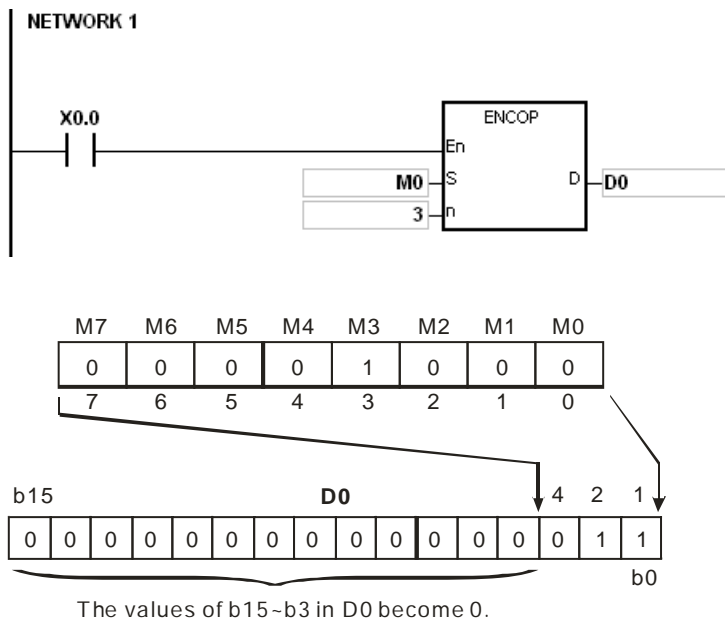 NETWORK 1
X0.0
ENCOP
En
M0 S D D0
3 n
M7 M6 M5 M4 M3 M2 M1 M0
0 0 0 0 1 0 0 0
7 6 5 4 3 2 1 0
b15 D0 4 2 1
0 0 0 0 0 0 0 0 0 0 0 0 0 0 1 1
b0
The values of b15~b3 in D0 become 0.